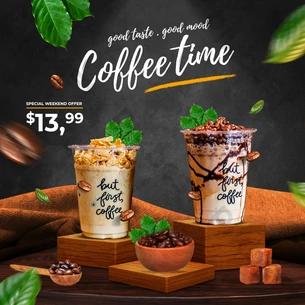 good taste . good mood
Coffee time
SPECIAL WEEKEND OFFER
$13,99
but
first,
coffee
but
first,
coffee